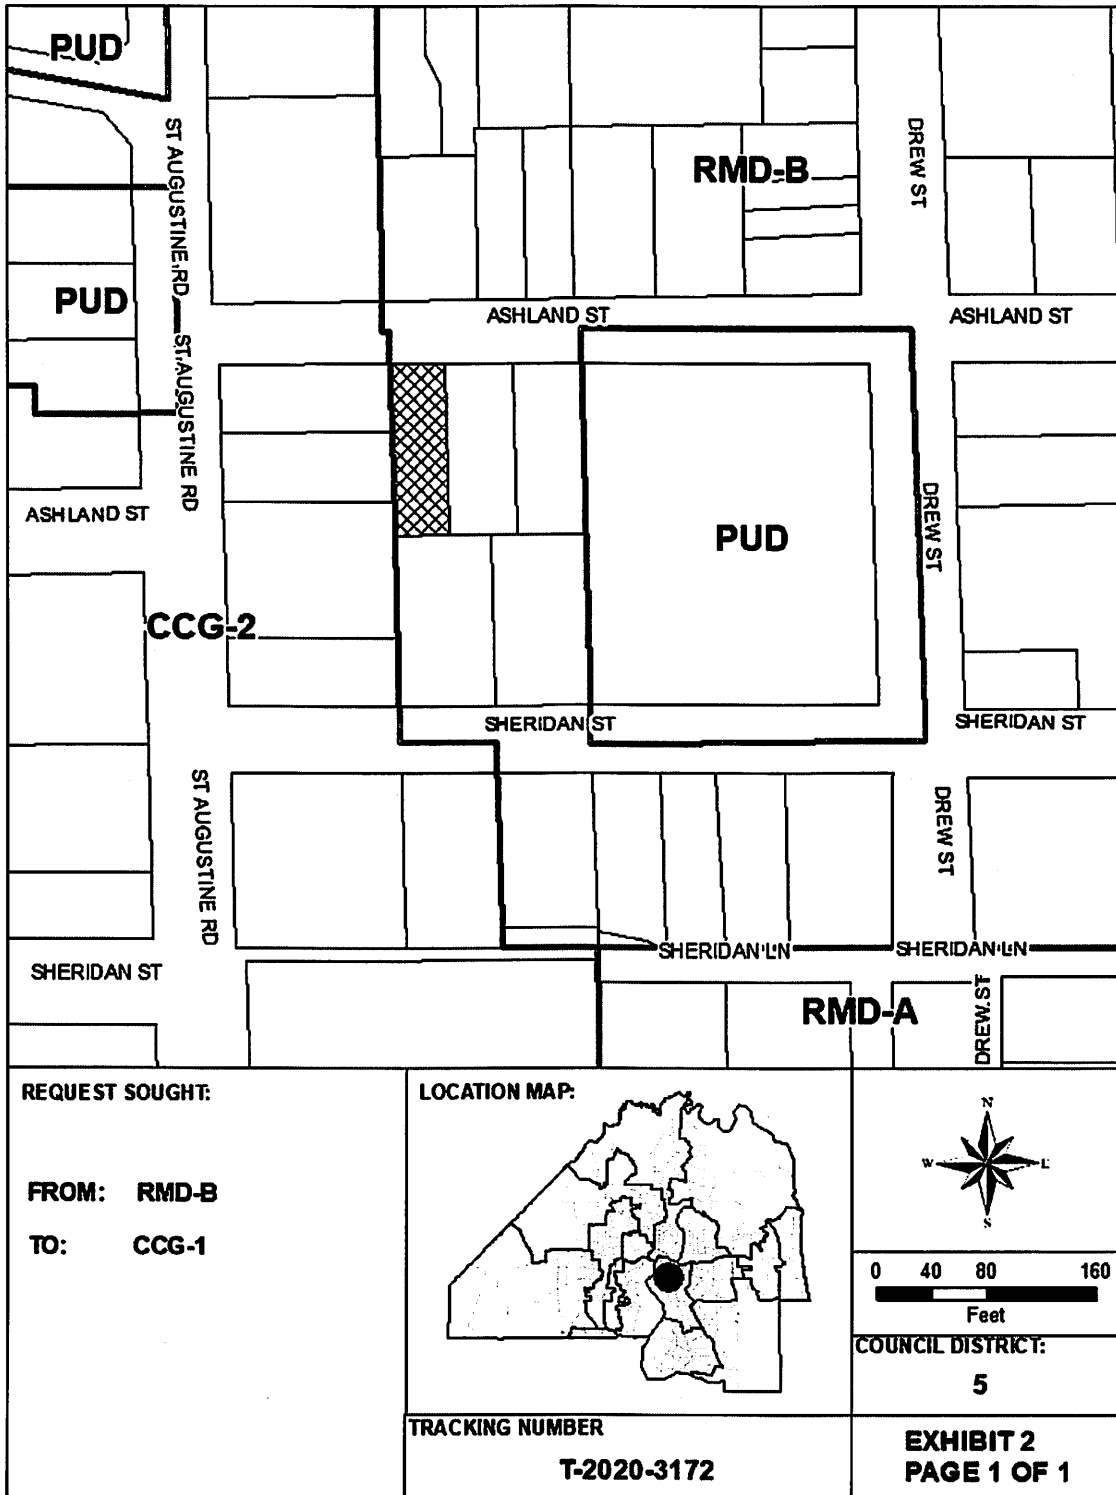 PUD
ST AUGUSTINE RD
DREW ST
RMD-B
PUD
ASHLAND ST
ASHLAND ST
ST AUGUSTINE RD
ASHLAND ST
DREW ST
PUD
CCG-2
SHERIDAN ST
SHERIDAN ST
ST AUGUSTINE RD
DREW ST
SHERIDAN LN
SHERIDAN LN
SHERIDAN ST
RMD-A
DREW ST
REQUEST SOUGHT:
FROM: RMD-B
TO: CCG-1
LOCATION MAP:
N
W
E
S
0 40 80 160
Feet
COUNCIL DISTRICT:
5
TRACKING NUMBER
T-2020-3172
EXHIBIT 2
PAGE 1 OF 1